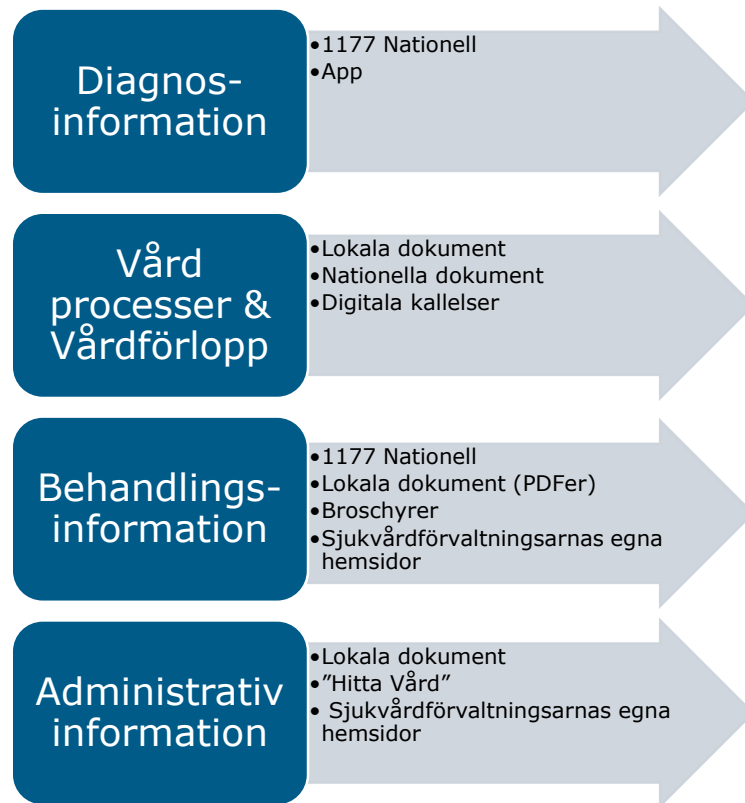 Diagnos-
information
•1177 Nationell
•App
Vård
processer &
Vårdförlopp
•Lokala dokument
•Nationella dokument
•Digitala kallelser
Behandlings-
information
•1177 Nationell
•Lokala dokument (PDFer)
•Broschyrer
•Sjukvårdförvaltningsarnas egna
hemsidor
Administrativ
information
•Lokala dokument
•”Hitta Vård”
• Sjukvårdförvaltningsarnas egna
hemsidor